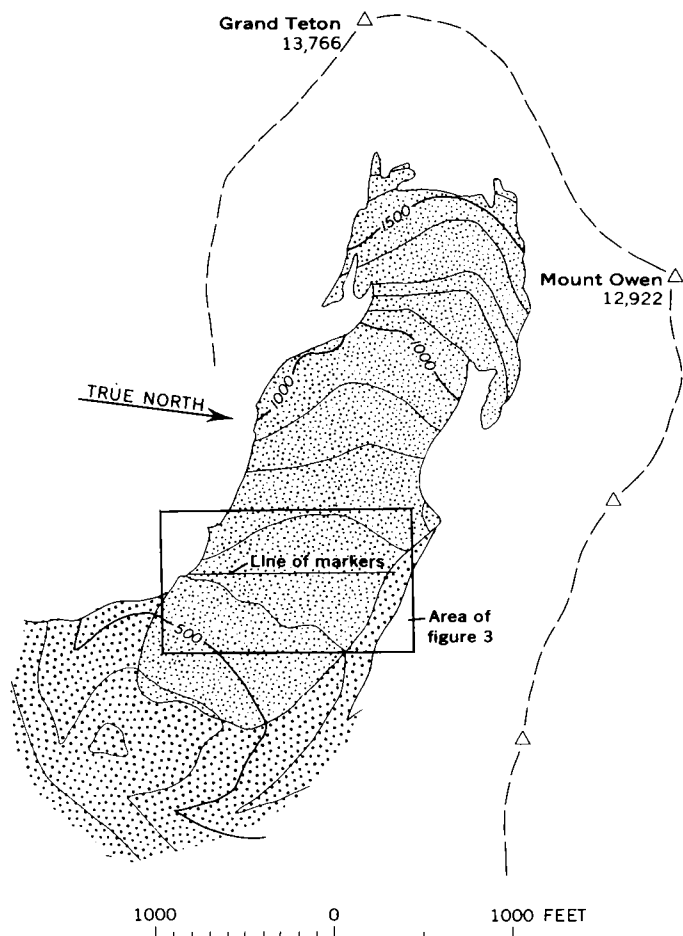 Grand Teton
13,766
1500
Mount Owen
12,922
1000
1000
TRUE NORTH
Line of markers
500
Area of
figure 3
1000 0 1000 FEET